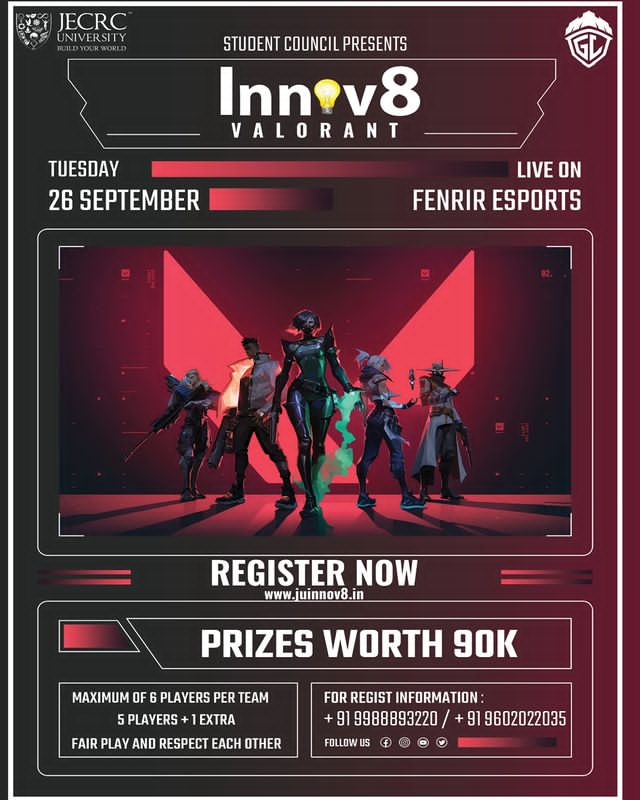 JECRC
UNIVERSITY
BUILD YOUR WORLD
GC
STUDENT COUNCIL PRESENTS
Innov8
VALORANT
TUESDAY
LIVE ON
26 SEPTEMBER
FENRIR ESPORTS
02.
REGISTER NOW
www.juinnov8.in
PRIZES WORTH 90K
MAXIMUM OF 6 PLAYERS PER TEAM
5 PLAYERS + 1 EXTRA
FAIR PLAY AND RESPECT EACH OTHER
FOR REGIST INFORMATION :
+ 91 9988893220 / + 91 9602022035
FOLLOW US